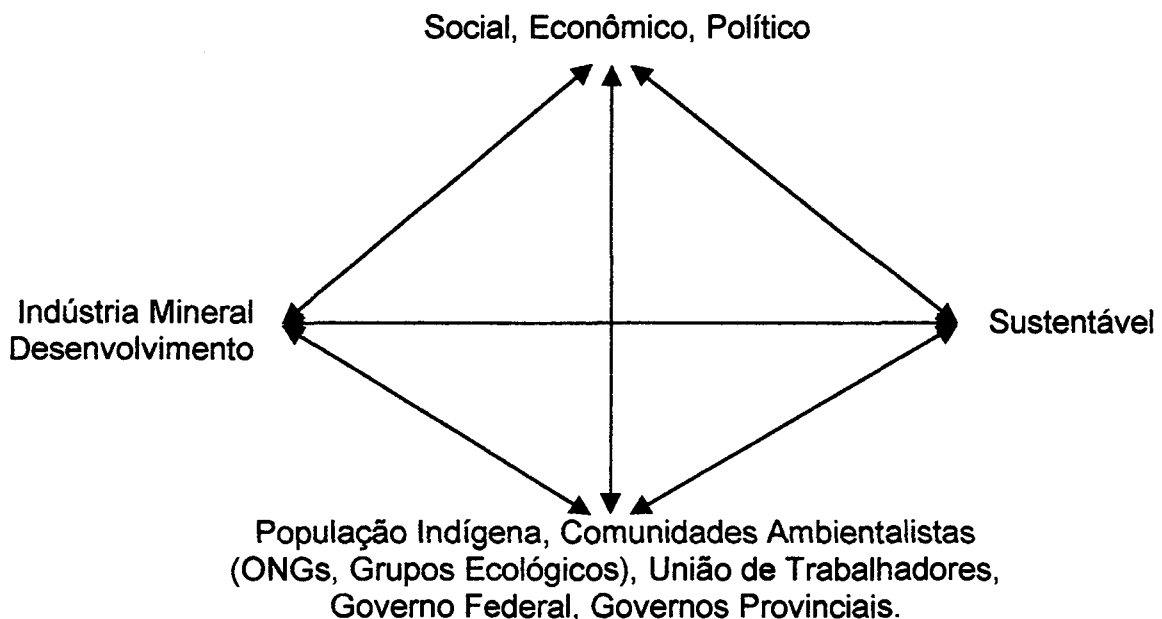 Social, Econômico, Político
Indústria Mineral
Desenvolvimento
Sustentável
População Indígena, Comunidades Ambientalistas
(ONGs, Grupos Ecológicos), União de Trabalhadores,
Governo Federal, Governos Provinciais.